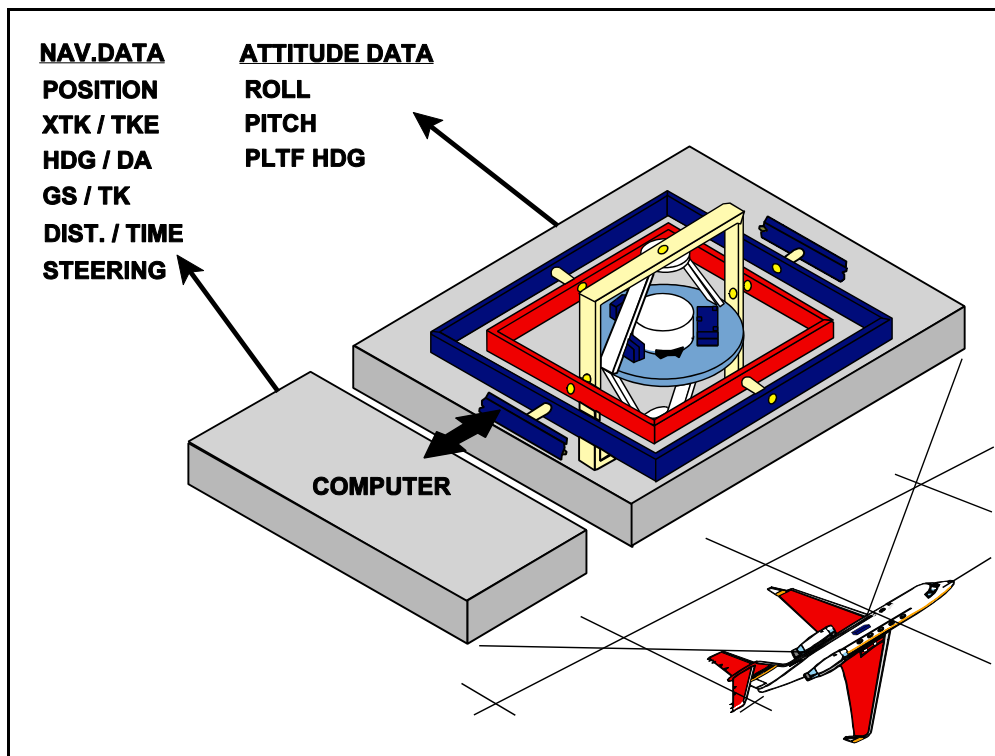 NAV.DATA
POSITION
XTK / TKE
HDG / DA
GS / TK
DIST. / TIME
STEERING
ATTITUDE DATA
ROLL
PITCH
PLTF HDG
COMPUTER